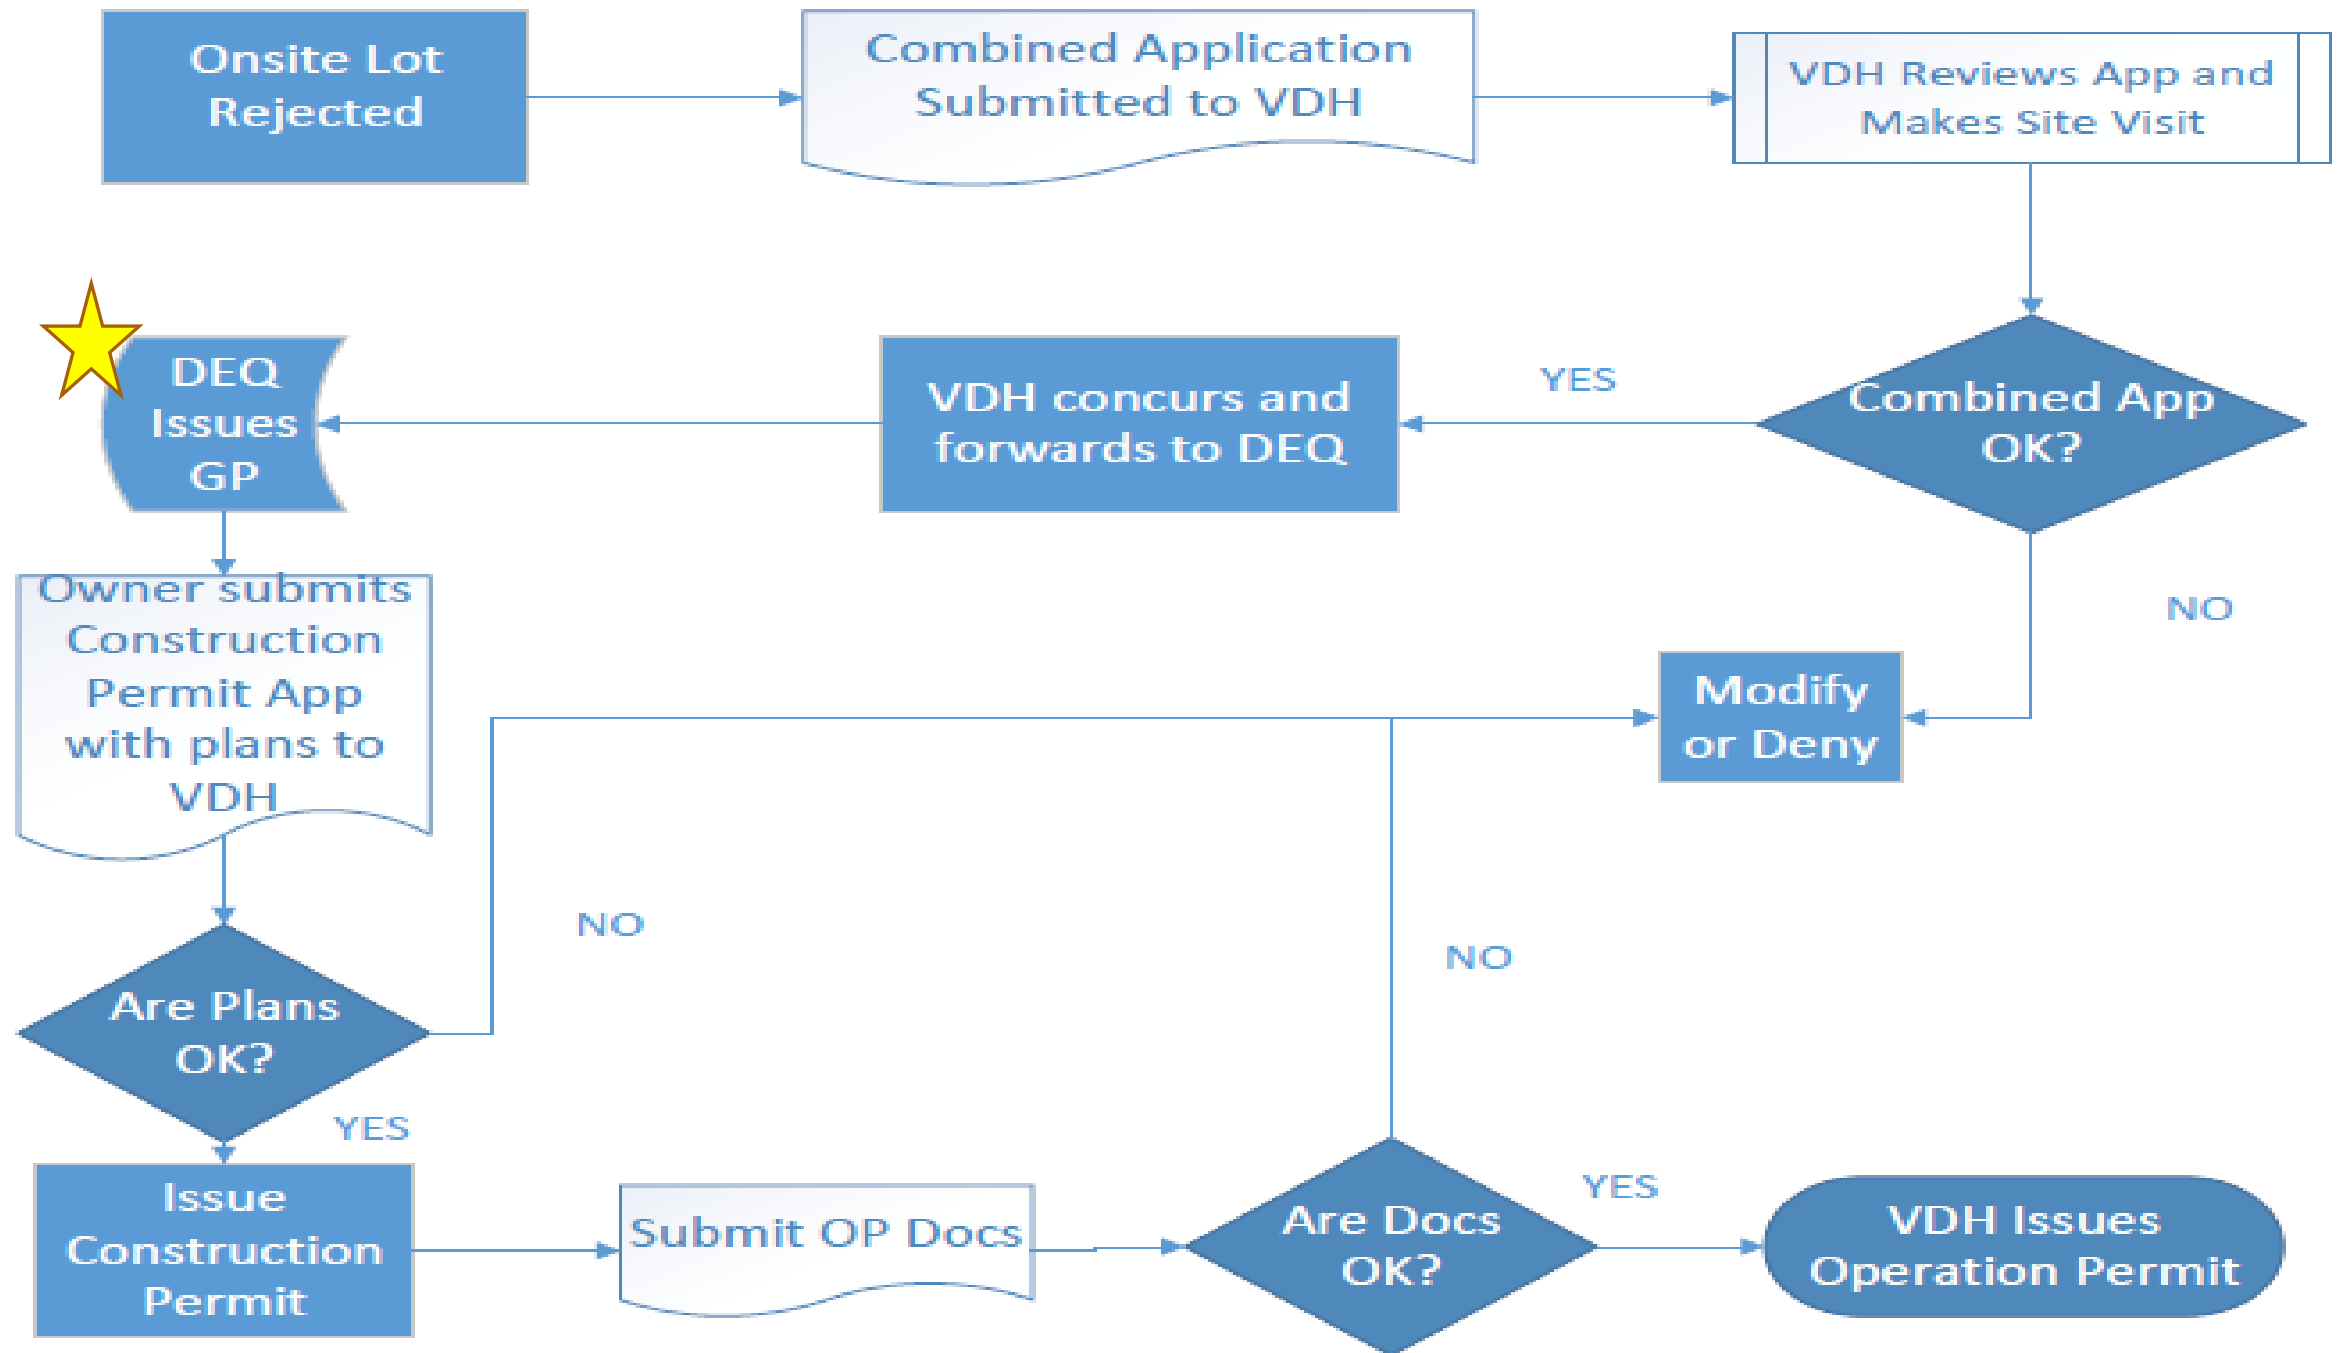 Onsite Lot
Rejected
Combined Application
Submitted to VDH
VDH Reviews App and
Makes Site Visit
Combined App
OK?
YES
VDH concurs and
forwards to DEQ
DEQ
Issues
GP
NO
Modify
or Deny
Owner submits
Construction
Permit App
with plans to
VDH
Are Plans
OK?
NO
YES
Issue
Construction
Permit
Submit OP Docs
Are Docs
OK?
NO
YES
VDH Issues
Operation Permit